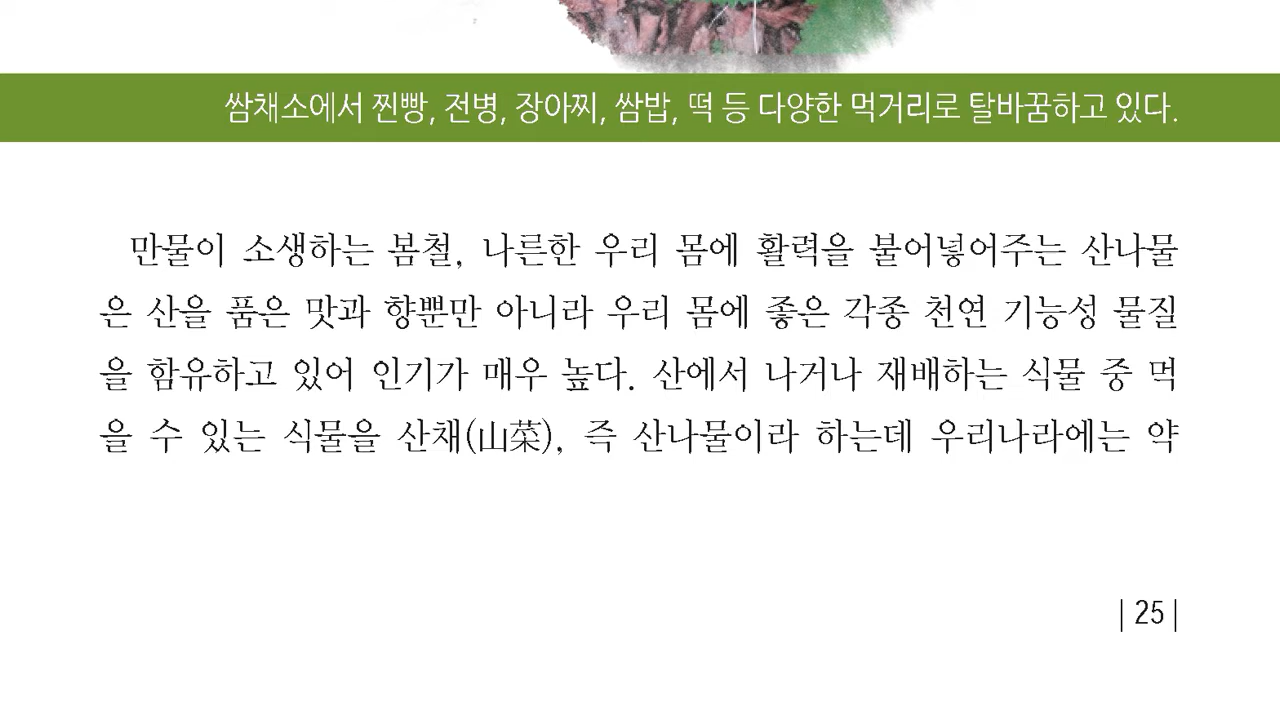 쌈채소에서 찐빵, 전병, 장아찌, 쌈밥, 떡 등 다양한 먹거리로 탈바꿈하고 있다.
만물이 소생하는 봄철, 나른한 우리 몸에 활력을 불어넣어주는 산나물
은 산을 품은 맛과 향뿐만 아니라 우리 몸에 좋은 각종 천연 기능성 물질
을 함유하고 있어 인기가 매우 높다. 산에서 나거나 재배하는 식물 중 먹
을 수 있는 식물을 산채(山菜), 즉 산나물이라 하는데 우리나라에는 약
| 25 |